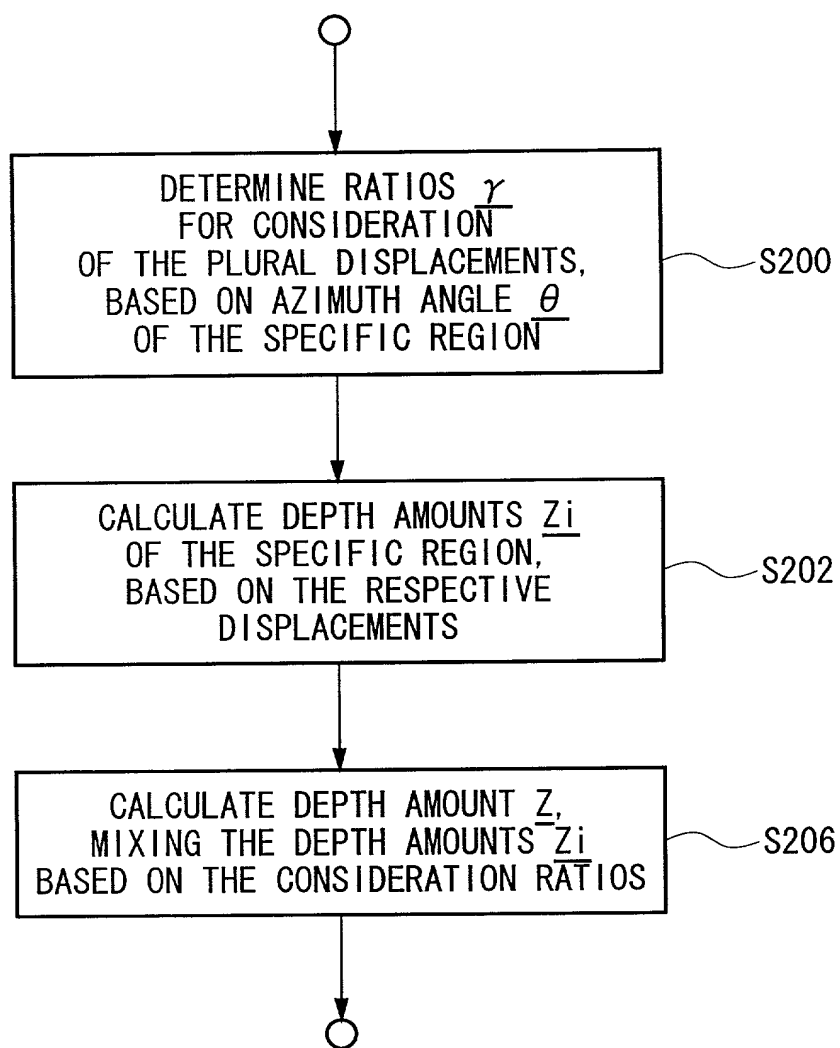 DETERMINE RATIOS γ
FOR CONSIDERATION
OF THE PLURAL DISPLACEMENTS,
BASED ON AZIMUTH ANGLE θ
OF THE SPECIFIC REGION
S200
CALCULATE DEPTH AMOUNTS Zi
OF THE SPECIFIC REGION,
BASED ON THE RESPECTIVE
DISPLACEMENTS
S202
CALCULATE DEPTH AMOUNT Z,
MIXING THE DEPTH AMOUNTS Zi
BASED ON THE CONSIDERATION RATIOS
S206